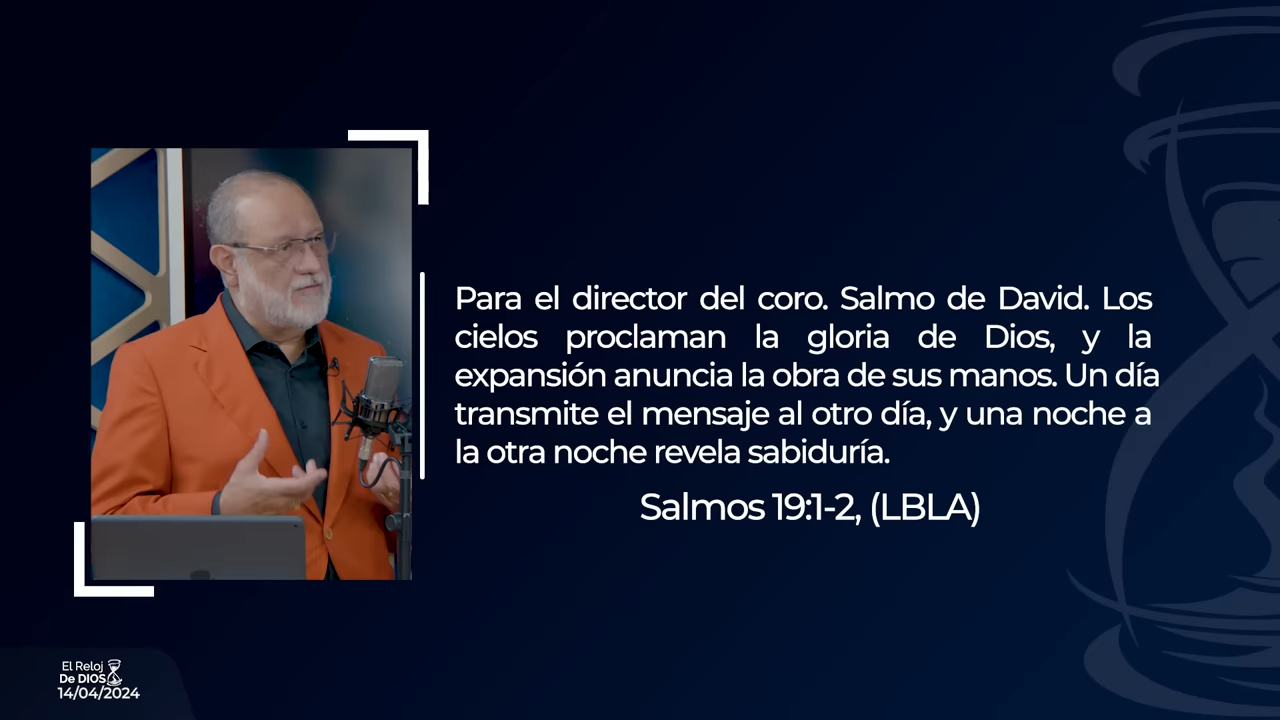 Para el director del coro. Salmo de David. Los
cielos proclaman la gloria de Dios, y la
expansión anuncia la obra de sus manos. Un día
transmite el mensaje al otro día, y una noche a
la otra noche revela sabiduría.
Salmos 19:1-2, (LBLA)
El Reloj
De DIOS
14/04/2024